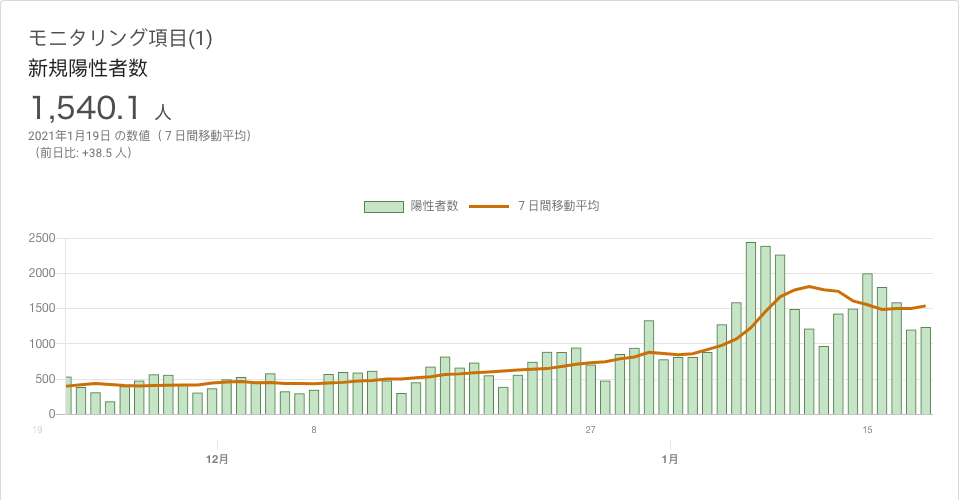 モニタリング項目(1)
新規陽性者数
1,540.1 人
2021年1月19日 の数値（７日間移動平均）
（前日比: +38.5 人）
陽性者数 ７日間移動平均
2500
2000
1500
1000
500
0
19 8 27 15
12月 1月